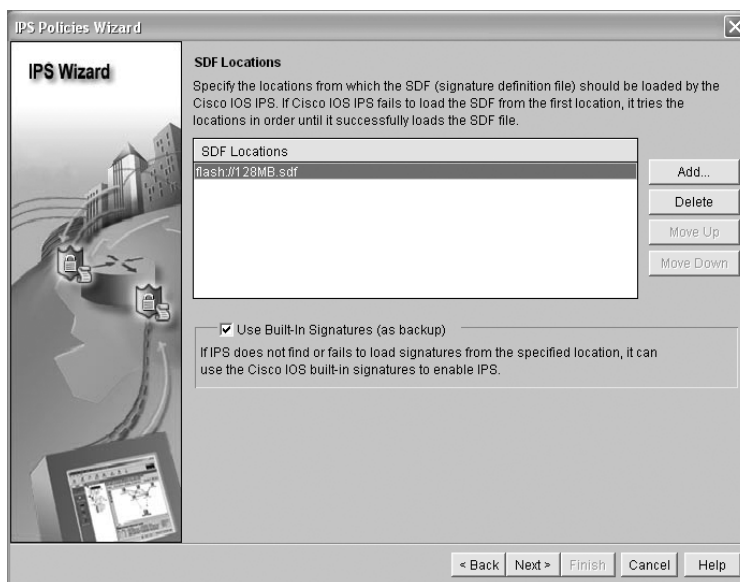 IPS Policies Wizard
IPS Wizard
SDF Locations
Specify the locations from which the SDF (signature definition file) should be loaded by the
Cisco IOS IPS. If Cisco IOS IPS fails to load the SDF from the first location, it tries the
locations in order until it successfully loads the SDF file.
SDF Locations
flash://128MB.sdf
Add...
Delete
Move Up
Move Down
Use Built-In Signatures (as backup)
If IPS does not find or fails to load signatures from the specified location, it can
use the Cisco IOS built-in signatures to enable IPS.
< Back
Next >
Finish
Cancel
Help